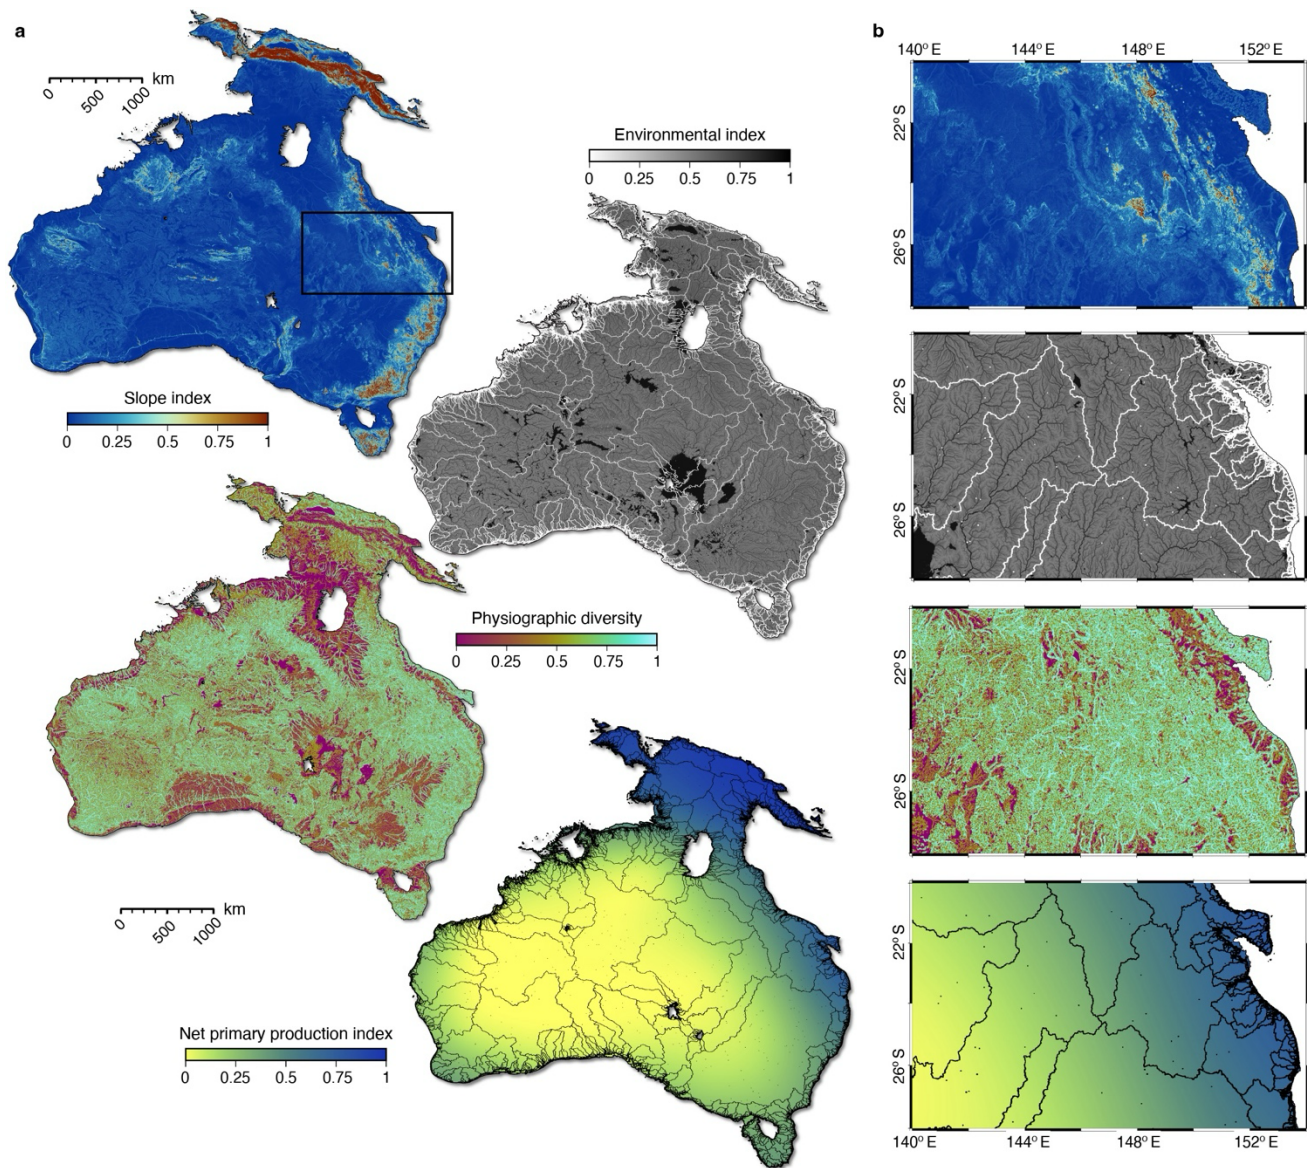 a
km
0 500 1000
Slope index
0 0.25 0.5 0.75 1
Environmental index
0 0.25 0.5 0.75 1
Physiographic diversity
0 0.25 0.5 0.75 1
km
0 500 1000
Net primary production index
0 0.25 0.5 0.75 1
b
140° E 144° E 148° E 152° E
22° S
26° S
22° S
26° S
22° S
26° S
22° S
26° S
140° E 144° E 148° E 152° E